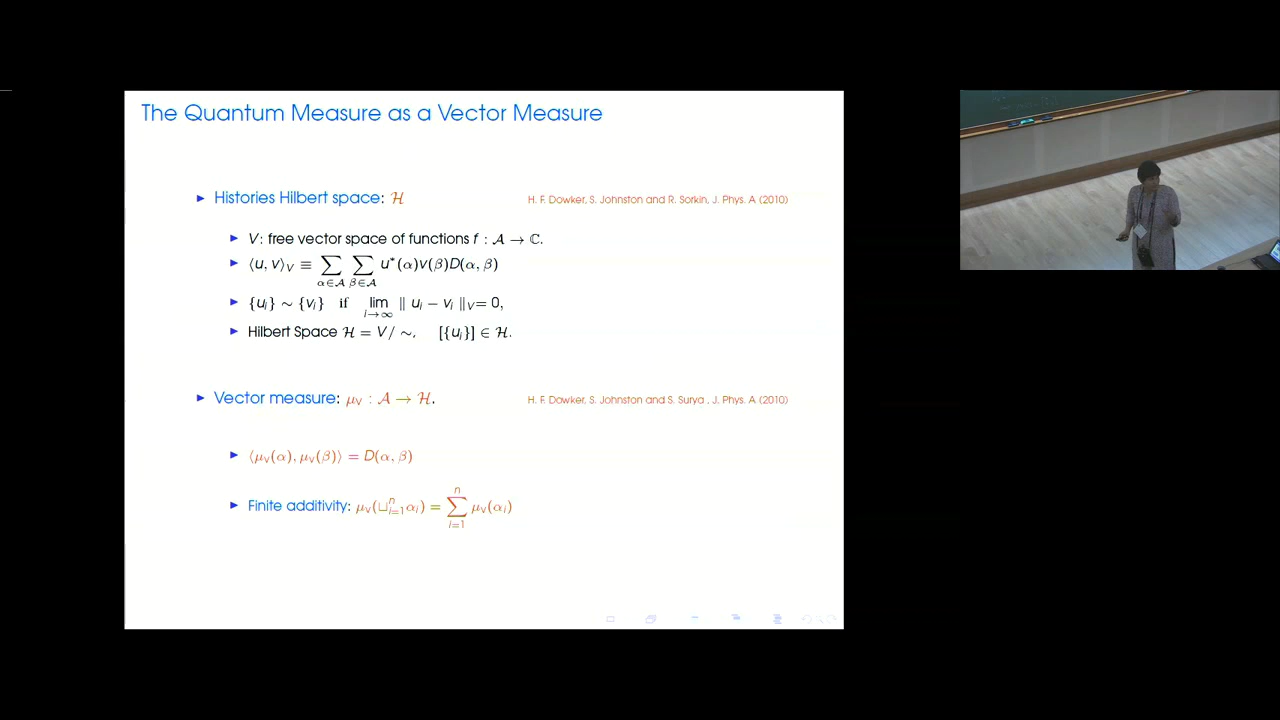 The Quantum Measure as a Vector Measure
▶ Histories Hilbert space: ℋ H. F. Dowker, S. Johnston and R. Sorkin, J. Phys. A (2010)
▶ V: free vector space of functions f : 𝒜 → ℂ.
▶ ⟨u, v⟩_V ≡ ∑_{α∈𝒜} ∑_{β∈𝒜} u*(α)v(β)D(α, β)
▶ {u_i} ∼ {v_i} if lim_{i→∞} ‖ u_i − v_i ‖_V= 0,
▶ Hilbert Space ℋ = V/ ∼, [{u_i}] ∈ ℋ.
▶ Vector measure: μ_v : 𝒜 → ℋ. H. F. Dowker, S. Johnston and S. Surya , J. Phys. A (2010)
▶ ⟨μ_v(α), μ_v(β)⟩ = D(α, β)
▶ Finite additivity: μ_v(⊔_{i=1}^n α_i) = ∑_{i=1}^n μ_v(α_i)